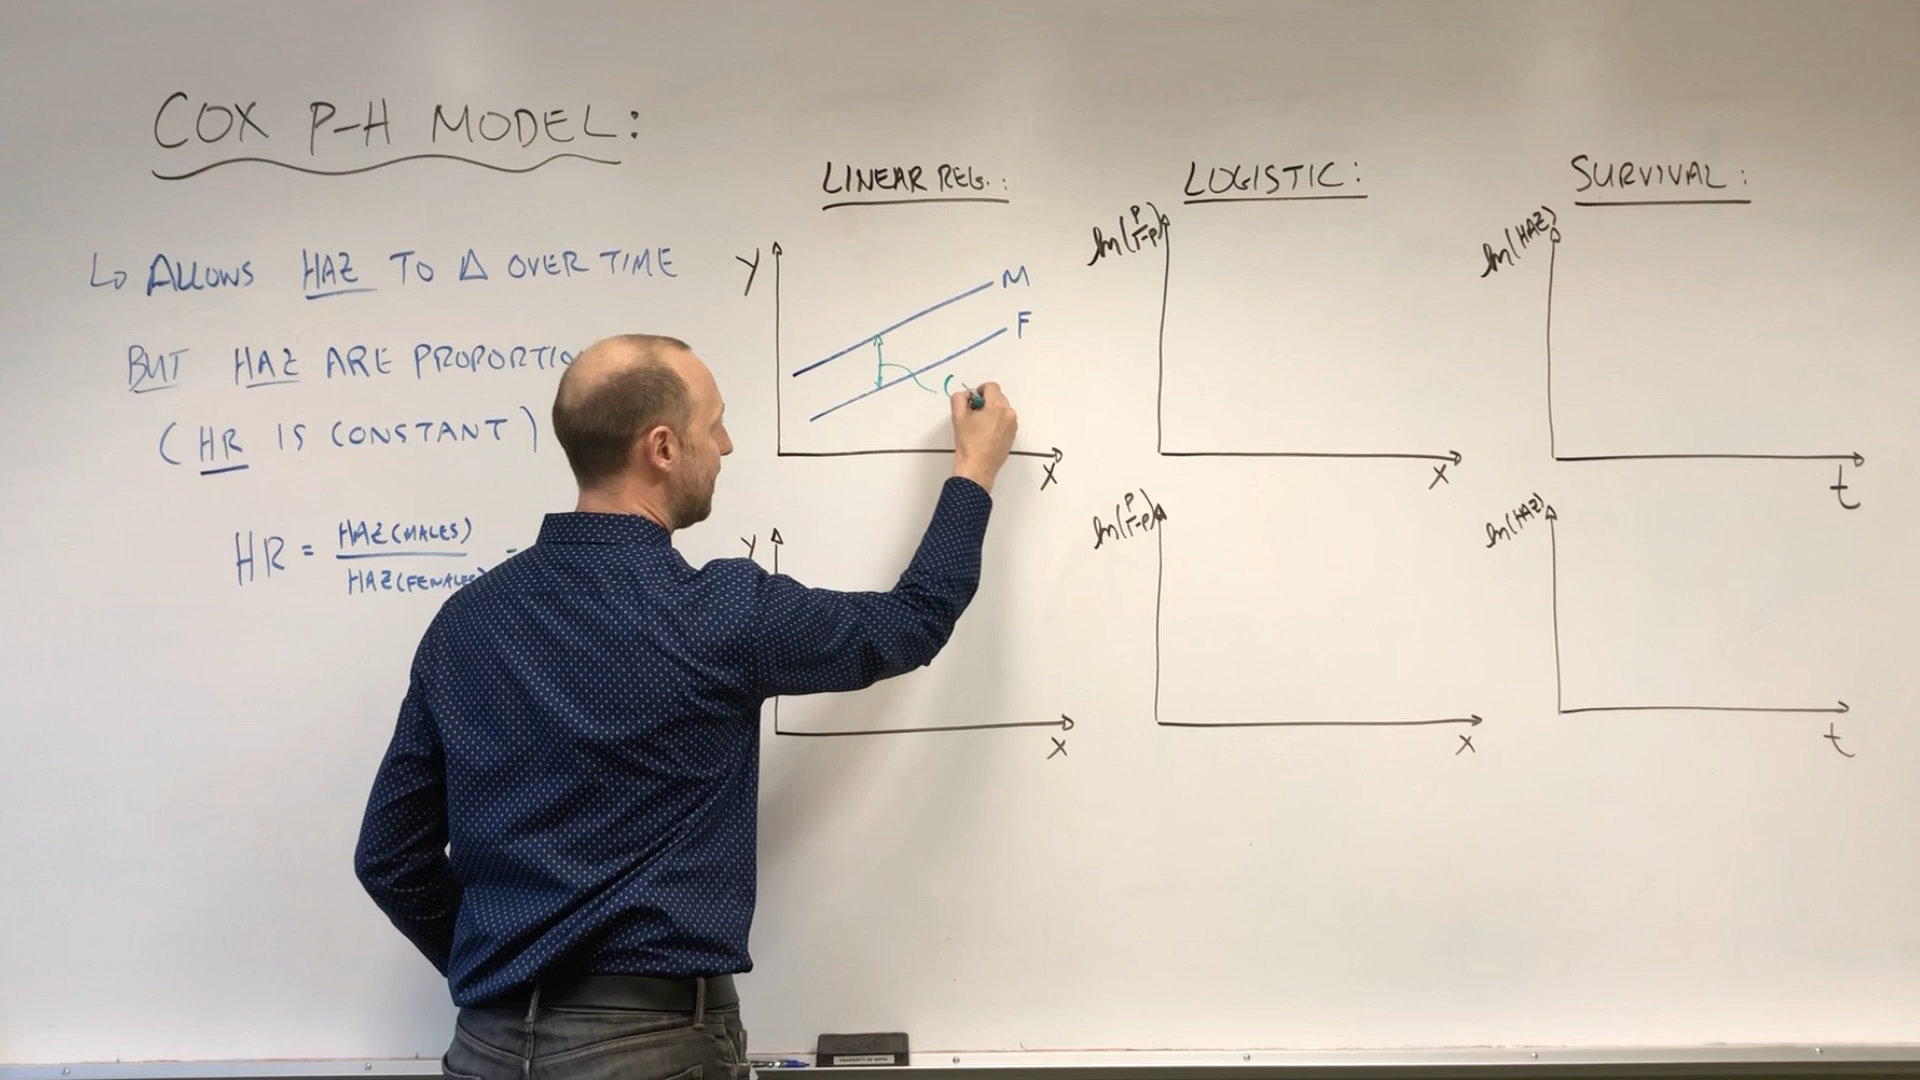 COX P-H MODEL:
↳ ALLOWS HAZ TO Δ OVER TIME
BUT HAZ ARE
(HR IS CONSTANT)
HR = HAZ(MALES)
HAZ(FEMALES)
LINEAR REG.:
Y
M
F
X
Y
X
LOGISTIC:
ln(P/1-P)
X
ln(P/1-P)
X
SURVIVAL:
ln(HAZ)
t
ln(HAZ)
t